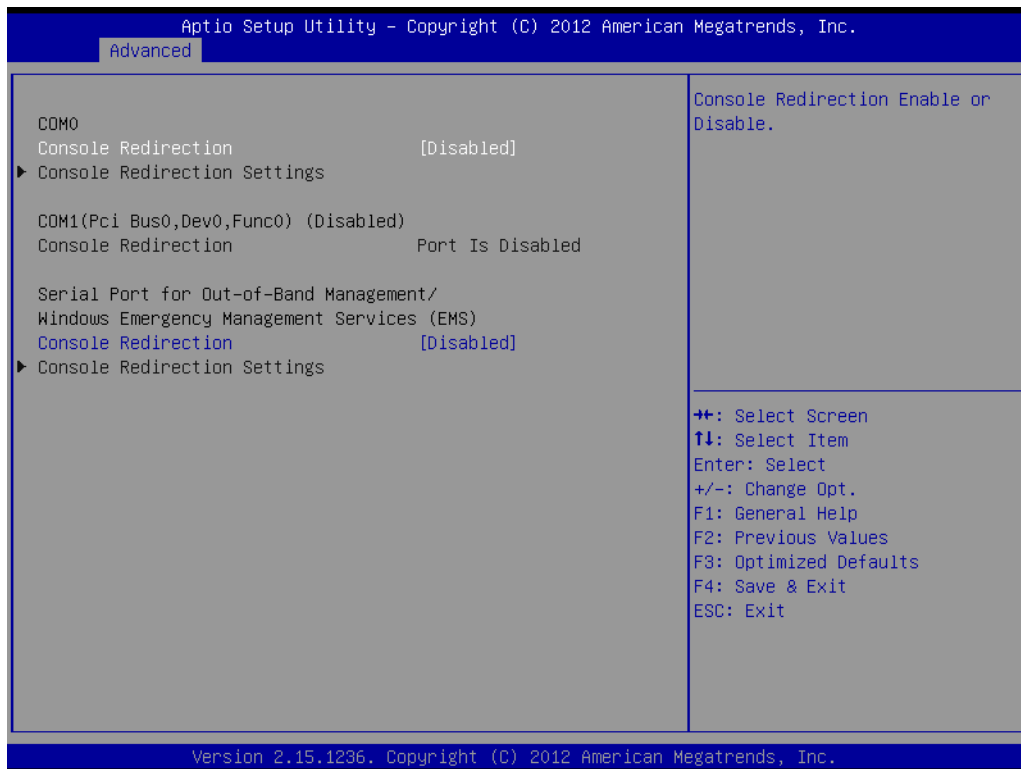 Aptio Setup Utility – Copyright (C) 2012 American Megatrends, Inc.
Advanced
COM0
Console Redirection [Disabled]
▶ Console Redirection Settings
COM1(Pci Bus0,Dev0,Func0) (Disabled)
Console Redirection Port Is Disabled
Serial Port for Out-of-Band Management/
Windows Emergency Management Services (EMS)
Console Redirection [Disabled]
▶ Console Redirection Settings
Console Redirection Enable or
Disable.
→←: Select Screen
↑↓: Select Item
Enter: Select
+/-: Change Opt.
F1: General Help
F2: Previous Values
F3: Optimized Defaults
F4: Save & Exit
ESC: Exit
Version 2.15.1236. Copyright (C) 2012 American Megatrends, Inc.